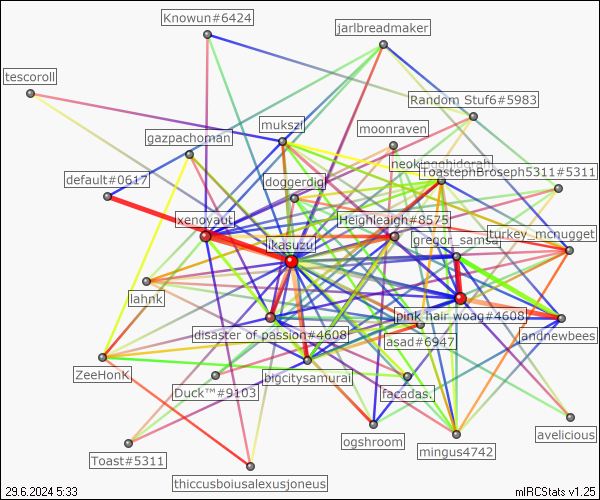 Knowun#6424
jarlbreadmaker
tescoroll
Random Stuf6#5983
mukszi
moonraven
gazpachoman
neokingghidorah
ToastephBroseph5311#5311
default#0617
doggerdig
xenoyaut
Heighleaigh#8575
turkey_mcnugget
ikasuzu
gregor_samsa
lahnk
pink hair woag#4608
disaster of passion#4608
landnewbees
asad#6947
ZeeHonK
bigcitysamurai
Duck™#9103
facadas.
avelicious
ogshroom
mingus4742
Toast#5311
thiccusboiusalexusjoneus
29.6.2024 5:33
mIRCStats v1.25